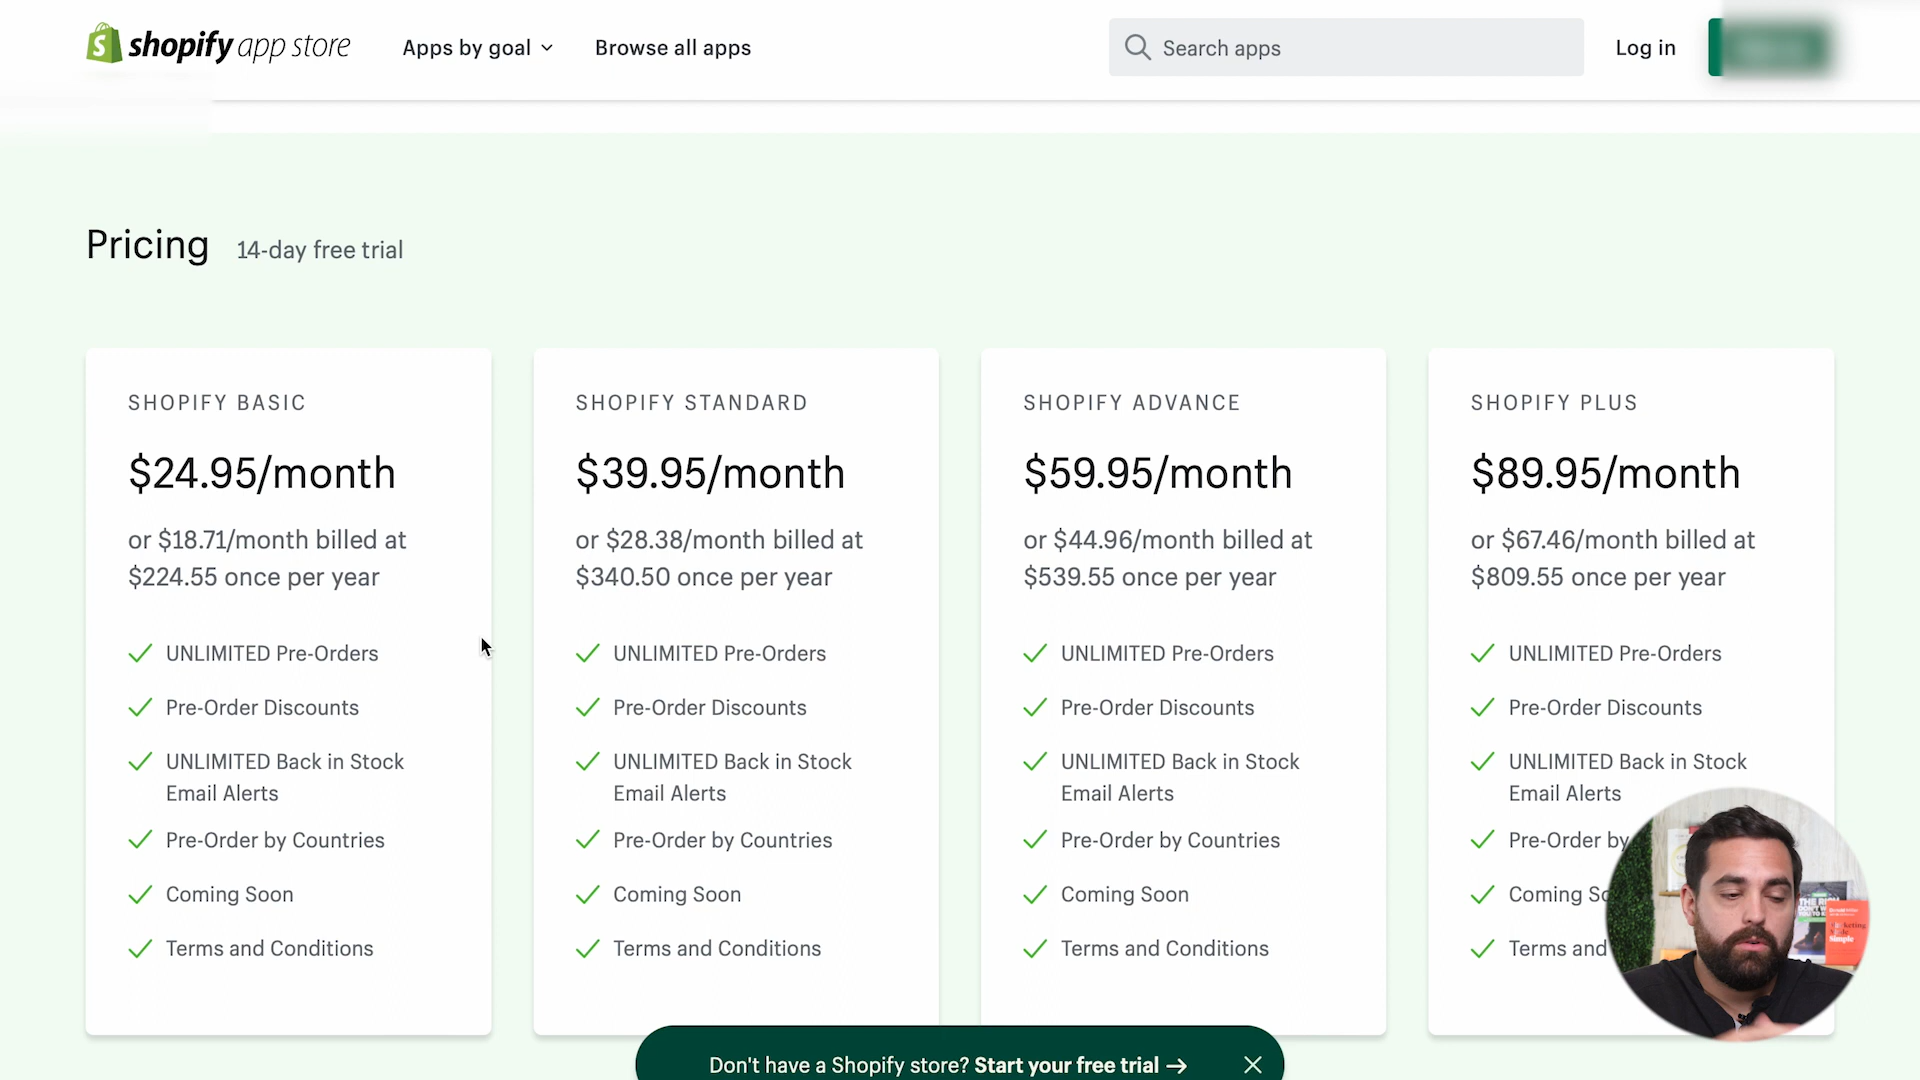 shopify app store
Apps by goal
Browse all apps
Search apps
Log in
Pricing
14-day free trial
SHOPIFY BASIC
$24.95/month
or $18.71/month billed at
$224.55 once per year
UNLIMITED Pre-Orders
Pre-Order Discounts
UNLIMITED Back in Stock
Email Alerts
Pre-Order by Countries
Coming Soon
Terms and Conditions
SHOPIFY STANDARD
$39.95/month
or $28.38/month billed at
$340.50 once per year
UNLIMITED Pre-Orders
Pre-Order Discounts
UNLIMITED Back in Stock
Email Alerts
Pre-Order by Countries
Coming Soon
Terms and Conditions
SHOPIFY ADVANCE
$59.95/month
or $44.96/month billed at
$539.55 once per year
UNLIMITED Pre-Orders
Pre-Order Discounts
UNLIMITED Back in Stock
Email Alerts
Pre-Order by Countries
Coming Soon
Terms and Conditions
SHOPIFY PLUS
$89.95/month
or $67.46/month billed at
$809.55 once per year
UNLIMITED Pre-Orders
Pre-Order Discounts
UNLIMITED Back in Stock
Email Alerts
Pre-Order by
Coming So
Terms and
Don't have a Shopify store? Start your free trial →